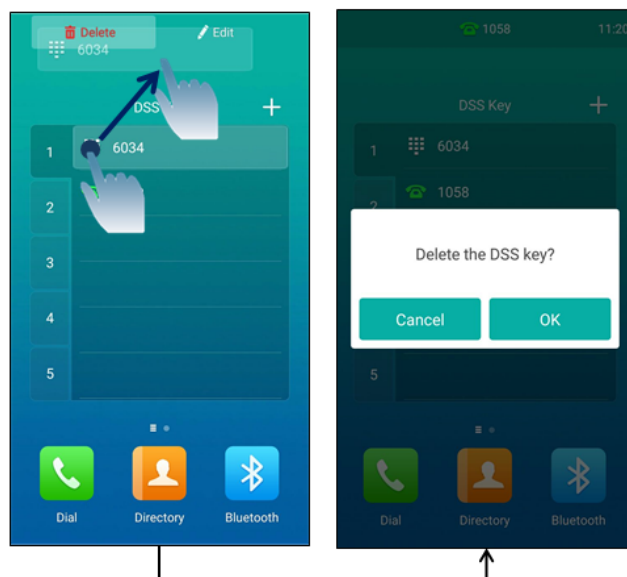 Delete
Edit
6034
DSS
6034
1
2
3
4
5
Dial Directory Bluetooth
1058 11:20
DSS Key
1 6034
2 1058
Delete the DSS key?
Cancel OK
5
Dial Directory Bluetooth